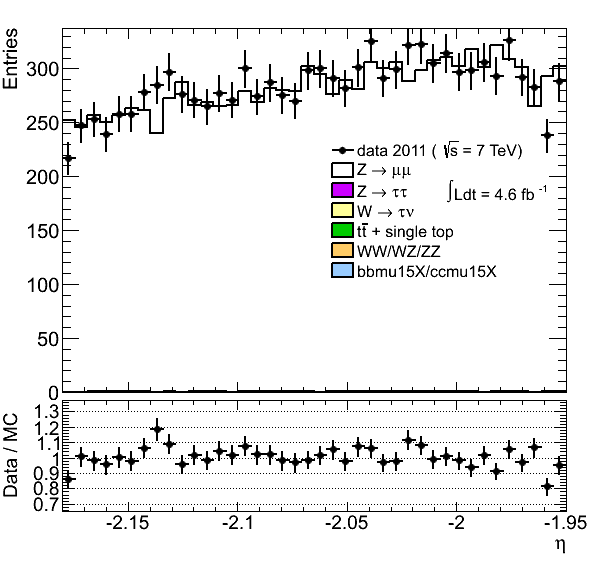 Entries
300
250
200
150
100
50
0
data 2011 ( √s = 7 TeV)
Z → μμ
Z → ττ
∫Ldt = 4.6 fb⁻¹
W → τν
tt̅ + single top
WW/WZ/ZZ
bbmu15X/ccmu15X
Data / MC
1.3
1.2
1.1
1
0.9
0.8
0.7
-2.15 -2.1 -2.05 -2 -1.95
η